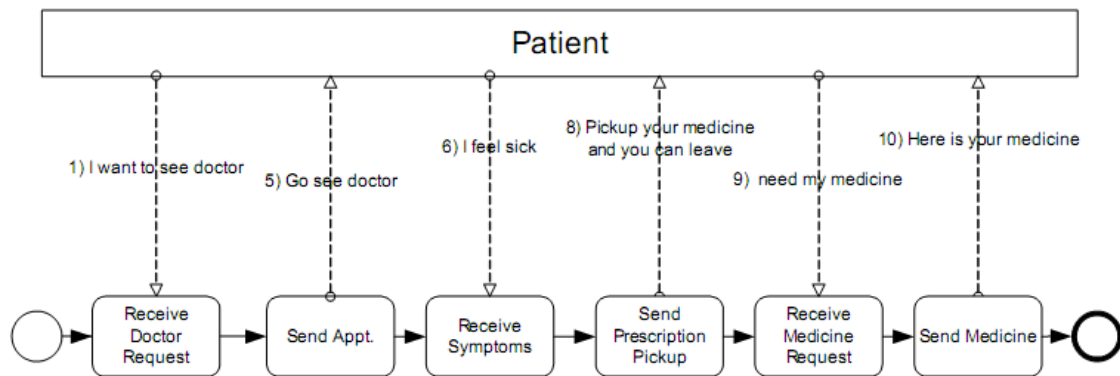 Patient
1) I want to see doctor
5) Go see doctor
6) I feel sick
8) Pickup your medicine
and you can leave
9) need my medicine
10) Here is your medicine
Receive
Doctor
Request
Send Appt.
Receive
Symptoms
Send
Prescription
Pickup
Receive
Medicine
Request
Send Medicine